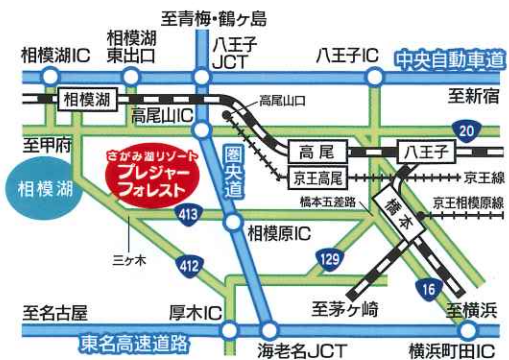 至青梅・鶴ヶ島
相模湖IC
相模湖
東出口
八王子
JCT
八王子IC
中央自動車道
相模湖
高尾山口
至新宿
高尾山IC
20
至甲府
さがみ湖リゾート
プレジャー
フォレスト
高尾
八王子
相模湖
圏央道
京王高尾
京王線
橋本五差路
橋本
京王相模原線
413
相模原IC
三ヶ木
412
129
16
至名古屋
厚木IC
至茅ヶ崎
至横浜
東名高速道路
海老名JCT
横浜町田IC